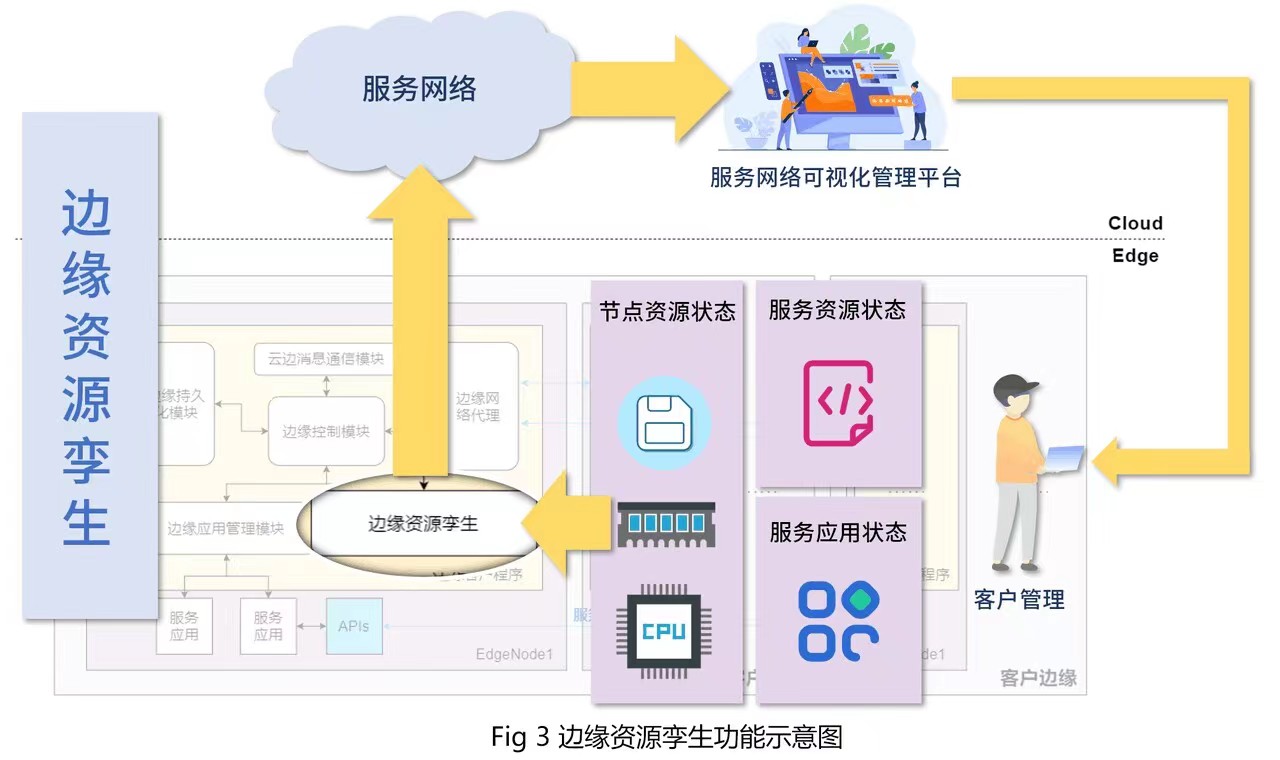 服务网络
服务网络可视化管理平台
边缘资源孪生
Cloud
Edge
节点资源状态
服务资源状态
云边消息通信模块
缘持久
化模块
边缘控制模块
边缘网
络代理
边缘应用管理模块
边缘资源孪生
服务应用状态
程序
程序
客户管理
服务
应用
服务
应用
APIs
服
CPU
EdgeNode1
de1
客户边缘
Fig 3 边缘资源孪生功能示意图